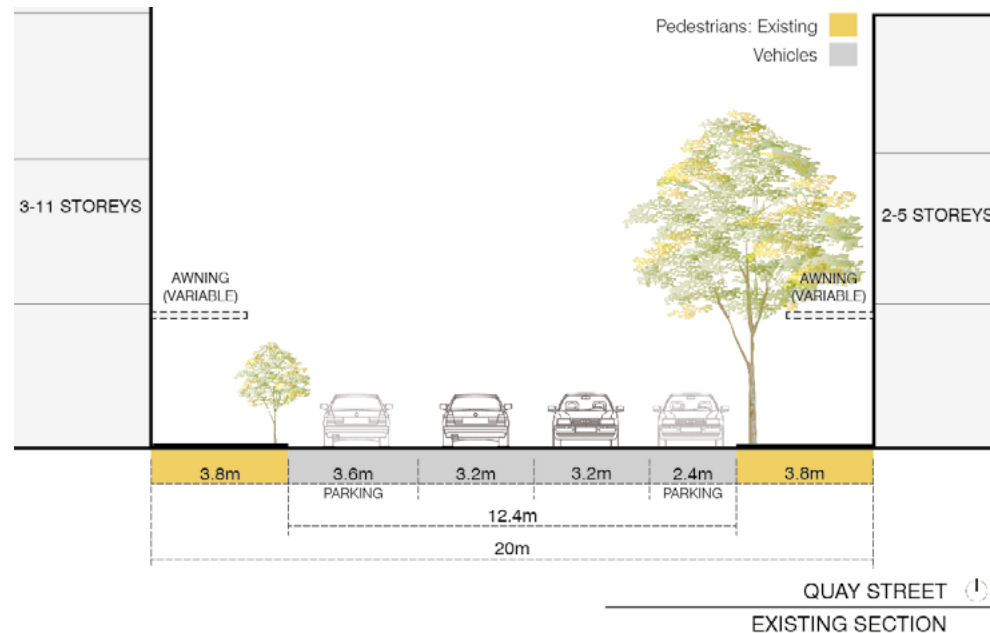 Pedestrians: Existing
Vehicles
3-11 STOREYS
2-5 STOREYS
AWNING
(VARIABLE)
AWNING
(VARIABLE)
3.8m
3.6m
3.2m
3.2m
2.4m
3.8m
PARKING
PARKING
12.4m
20m
QUAY STREET
EXISTING SECTION